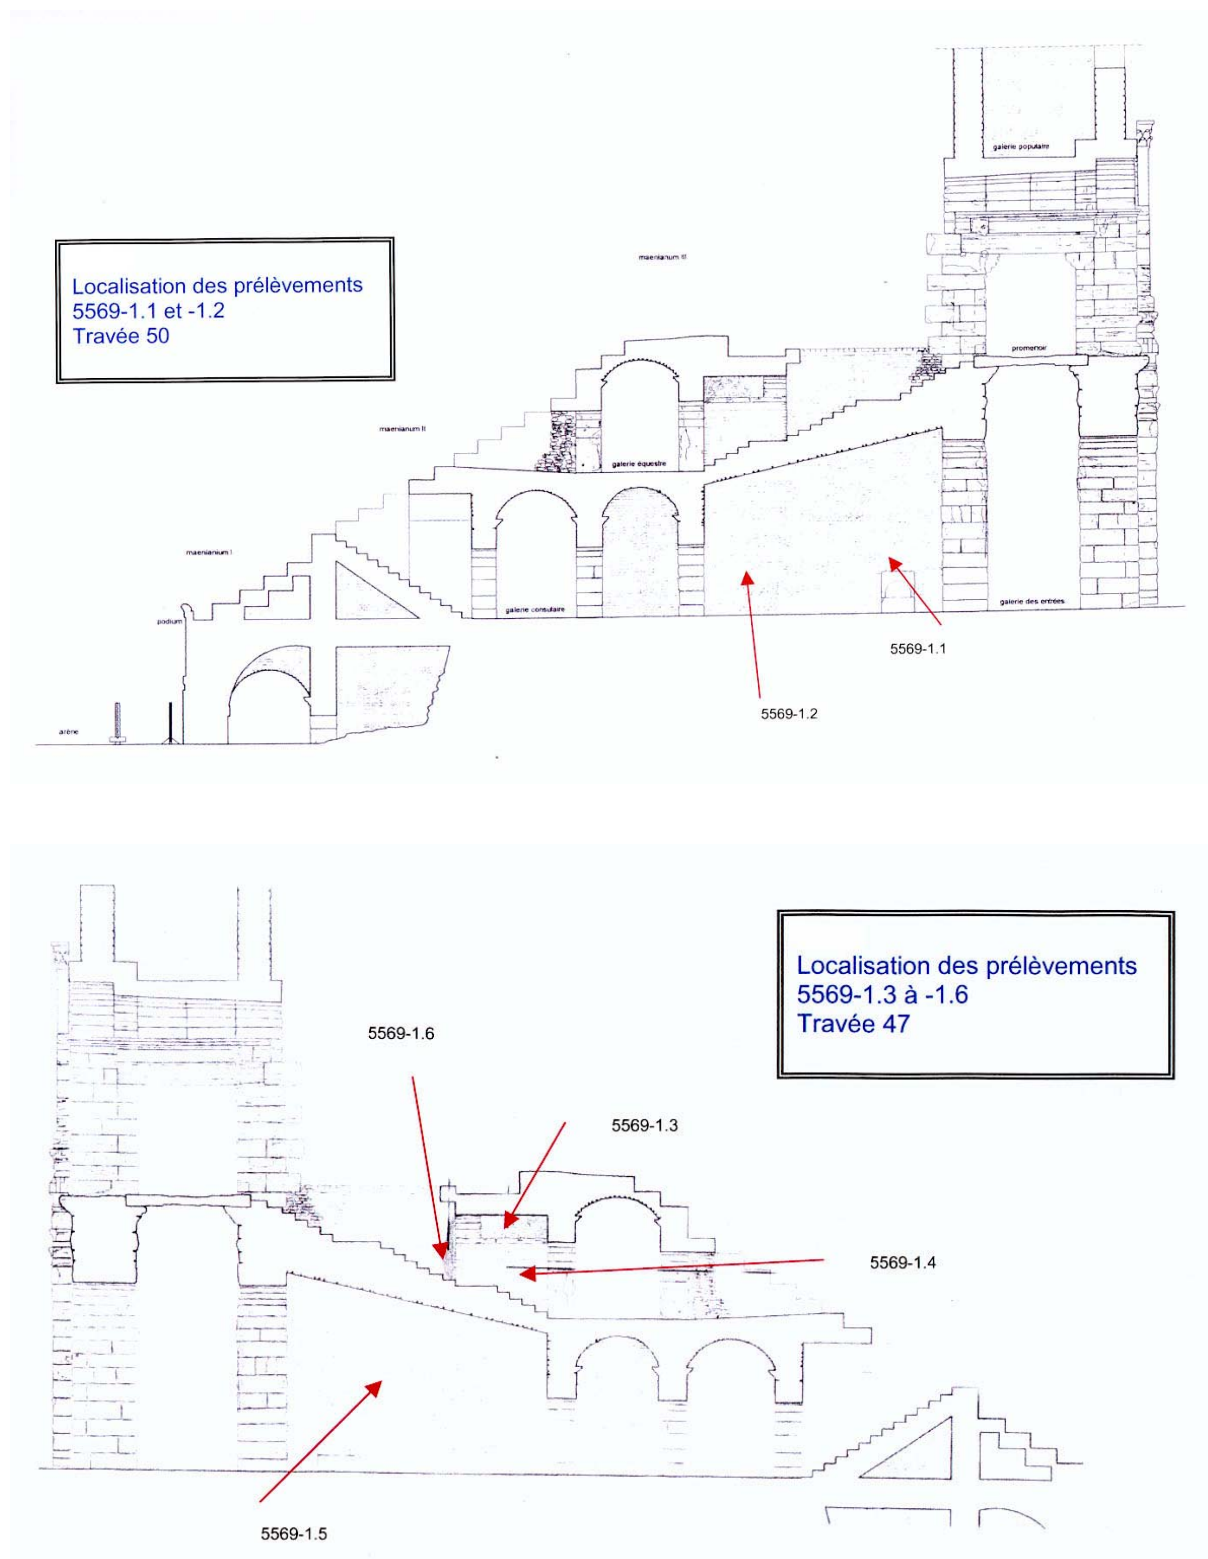 galerie populaire
maenianum III
Localisation des prélèvements
5569-1.1 et -1.2
Travée 50
promenoir
maenianum II
galerie équestre
maenianium I
galerie consulaire
galerie des entrées
podium
5569-1.1
5569-1.2
arène
Localisation des prélèvements
5569-1.3 à -1.6
Travée 47
5569-1.6
5569-1.3
5569-1.4
5569-1.5